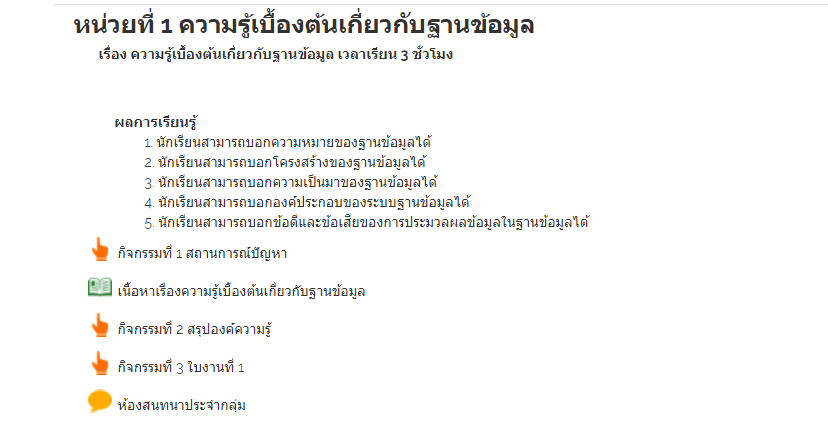 หน่วยที่ 1 ความรู้เบื้องต้นเกี่ยวกับฐานข้อมูล
เรื่อง ความรู้เบื้องต้นเกี่ยวกับฐานข้อมูล เวลาเรียน 3 ชั่วโมง
ผลการเรียนรู้
1. นักเรียนสามารถบอกความหมายของฐานข้อมูลได้
2. นักเรียนสามารถบอกโครงสร้างของฐานข้อมูลได้
3. นักเรียนสามารถบอกความเป็นมาของฐานข้อมูลได้
4. นักเรียนสามารถบอกองค์ประกอบของระบบฐานข้อมูลได้
5. นักเรียนสามารถบอกข้อดีและข้อเสียของการประมวลผลข้อมูลในฐานข้อมูลได้
กิจกรรมที่ 1 สถานการณ์ปัญหา
เนื้อหาเรื่องความรู้เบื้องต้นเกี่ยวกับฐานข้อมูล
กิจกรรมที่ 2 สรุปองค์ความรู้
กิจกรรมที่ 3 ใบงานที่ 1
ห้องสนทนาประจำกลุ่ม